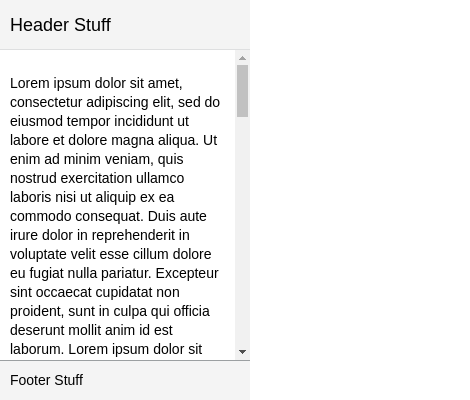 Header Stuff
Lorem ipsum dolor sit amet,
consectetur adipiscing elit, sed do
eiusmod tempor incididunt ut
labore et dolore magna aliqua. Ut
enim ad minim veniam, quis
nostrud exercitation ullamco
laboris nisi ut aliquip ex ea
commodo consequat. Duis aute
irure dolor in reprehenderit in
voluptate velit esse cillum dolore
eu fugiat nulla pariatur. Excepteur
sint occaecat cupidatat non
proident, sunt in culpa qui officia
deserunt mollit anim id est
laborum. Lorem ipsum dolor sit
Footer Stuff